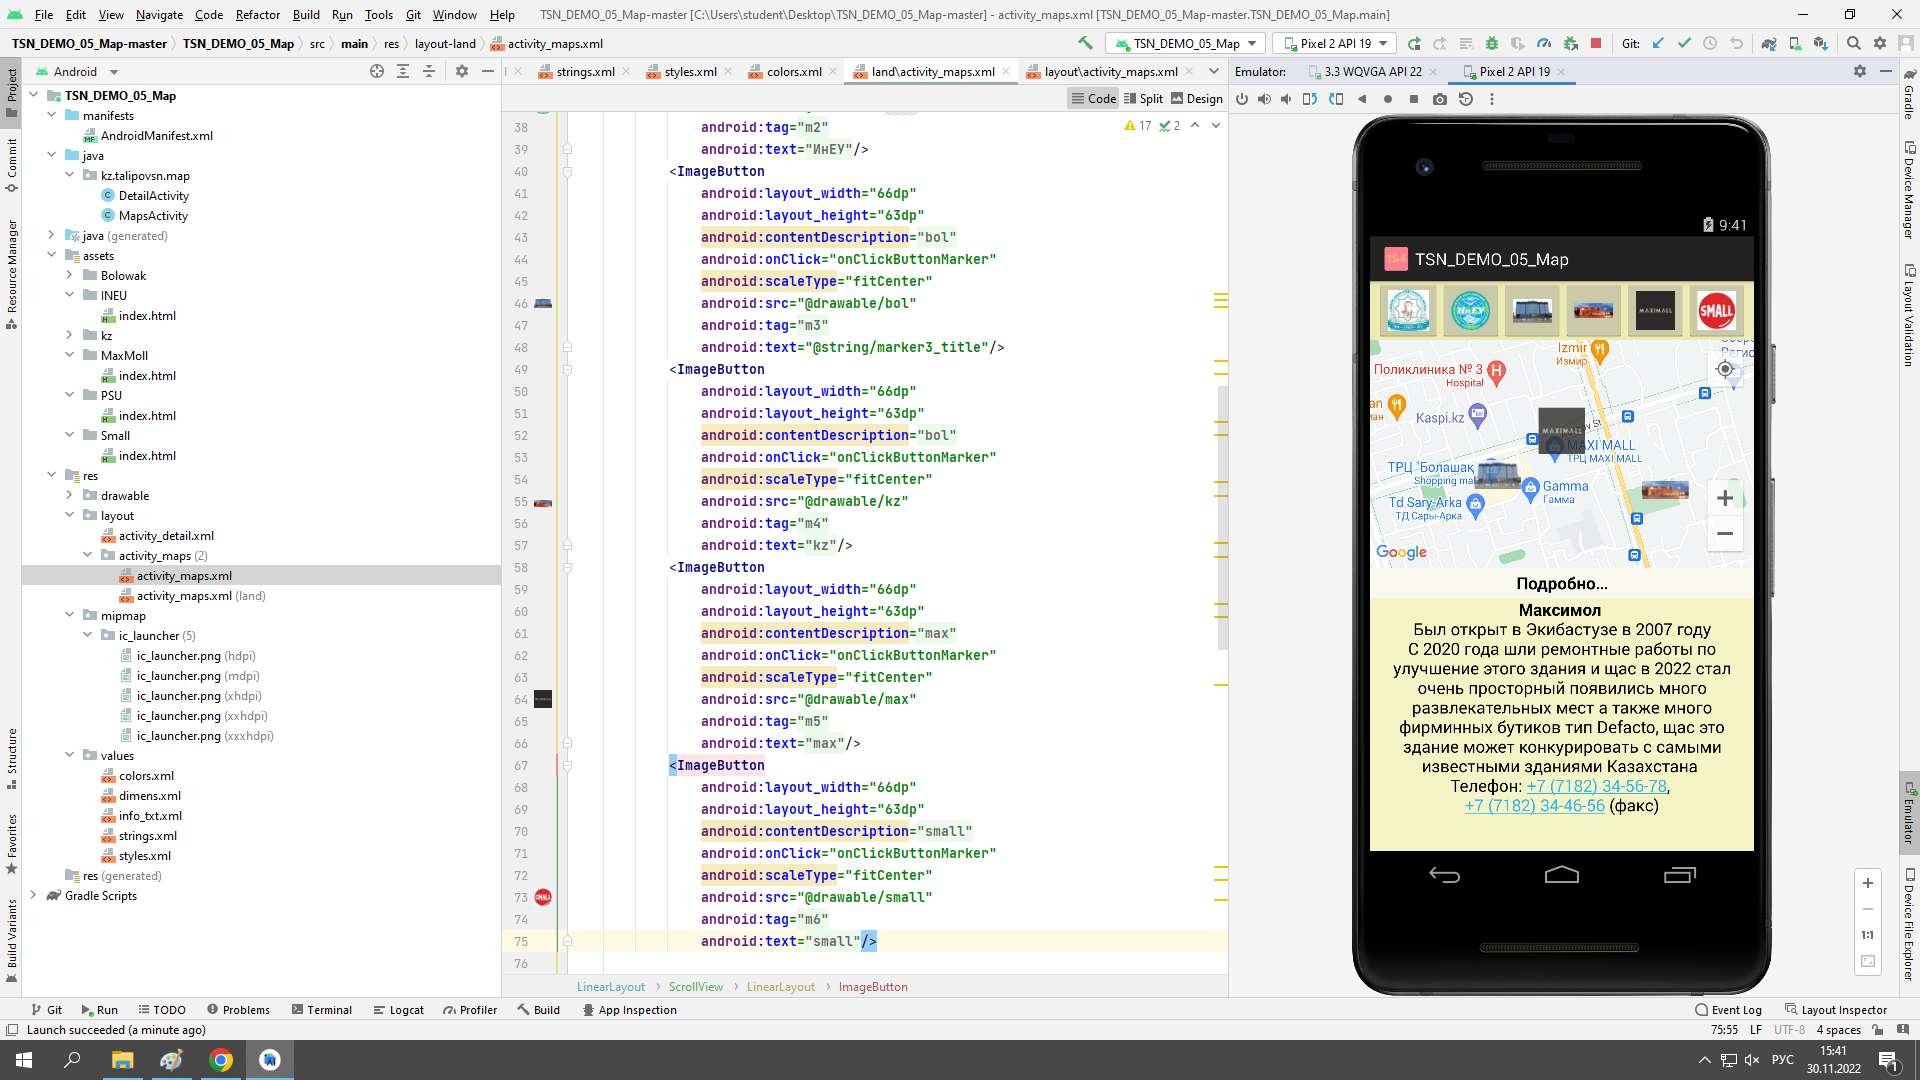 File Edit View Navigate Code Refactor Build Run Tools Git Window Help TSN_DEMO_05_Map-master [C:\Users\student\Desktop\TSN_DEMO_05_Map-master] - activity_maps.xml [TSN_DEMO_05_Map-master.TSN_DEMO_05_Map.main]
TSN_DEMO_05_Map-master TSN_DEMO_05_Map src main res layout-land activity_maps.xml TSN_DEMO_05_Map Pixel 2 API 19 Git:
Android strings.xml styles.xml colors.xml land\activity_maps.xml layout\activity_maps.xml Emulator: 3.3 WQVGA API 22 Pixel 2 API 19
Code Split Design
17 2
Project
Commit
Resource Manager
Structure
Favorites
Build Variants
TSN_DEMO_05_Map
manifests
AndroidManifest.xml
java
kz.talipovsn.map
DetailActivity
MapsActivity
java (generated)
assets
Bolowak
INEU
index.html
kz
MaxMoll
index.html
PSU
index.html
Small
index.html
res
drawable
layout
activity_detail.xml
activity_maps (2)
activity_maps.xml
activity_maps.xml (land)
mipmap
ic_launcher (5)
ic_launcher.png (hdpi)
ic_launcher.png (mdpi)
ic_launcher.png (xhdpi)
ic_launcher.png (xxhdpi)
ic_launcher.png (xxxhdpi)
values
colors.xml
dimens.xml
info_txt.xml
strings.xml
styles.xml
res (generated)
Gradle Scripts
38 android:tag="m2"
39 android:text="ИнЕУ"/>
40 <ImageButton
41 android:layout_width="66dp"
42 android:layout_height="63dp"
43 android:contentDescription="bol"
44 android:onClick="onClickButtonMarker"
45 android:scaleType="fitCenter"
46 android:src="@drawable/bol"
47 android:tag="m3"
48 android:text="@string/marker3_title"/>
49 <ImageButton
50 android:layout_width="66dp"
51 android:layout_height="63dp"
52 android:contentDescription="bol"
53 android:onClick="onClickButtonMarker"
54 android:scaleType="fitCenter"
55 android:src="@drawable/kz"
56 android:tag="m4"
57 android:text="kz"/>
58 <ImageButton
59 android:layout_width="66dp"
60 android:layout_height="63dp"
61 android:contentDescription="max"
62 android:onClick="onClickButtonMarker"
63 android:scaleType="fitCenter"
64 android:src="@drawable/max"
65 android:tag="m5"
66 android:text="max"/>
67 <ImageButton
68 android:layout_width="66dp"
69 android:layout_height="63dp"
70 android:contentDescription="small"
71 android:onClick="onClickButtonMarker"
72 android:scaleType="fitCenter"
73 android:src="@drawable/small"
74 android:tag="m6"
75 android:text="small"/>
76
LinearLayout ScrollView LinearLayout ImageButton
9:41
TS-5 TSN_DEMO_05_Map
ИнЕУ MAXIMALL SMALL
Izmir
Измир
Поликлиника № 3
Hospital
Kaspi.kz
MAXIMALL
MAXI MALL
ТРЦ MAXI MALL
ТРЦ "Болашақ
Shopping mal
Gamma
Гамма
Td Sary-Arka
ТД Сары-Арка
Google
Подробно...
Максимол
Был открыт в Экибастузе в 2007 году
С 2020 года шли ремонтные работы по
улучшение этого здания и щас в 2022 стал
очень просторный появились много
развлекательных мест а также много
фирминных бутиков тип Defacto, щас это
здание может конкурировать с самыми
известными зданиями Казахстана
Телефон: +7 (7182) 34-56-78,
+7 (7182) 34-46-56 (факс)
1:1
Gradle
Device Manager
Layout Validation
Emulator
Device File Explorer
Git Run TODO Problems Terminal Logcat Profiler Build App Inspection Event Log Layout Inspector
Launch succeeded (a minute ago) 75:55 LF UTF-8 4 spaces
РУС 15:41
30.11.2022
1